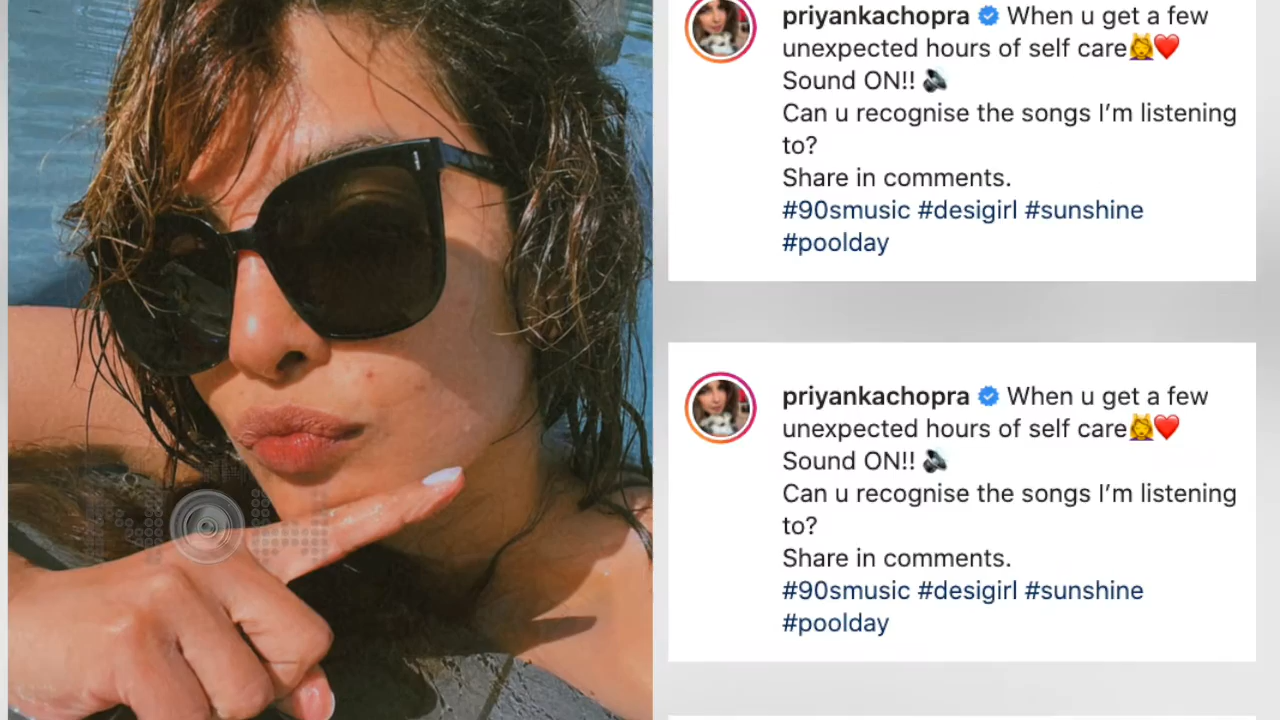 priyankachopra When u get a few
unexpected hours of self care💆❤️
Sound ON!! 🔊
Can u recognise the songs I’m listening
to?
Share in comments.
#90smusic #desigirl #sunshine
#poolday
priyankachopra When u get a few
unexpected hours of self care💆❤️
Sound ON!! 🔊
Can u recognise the songs I’m listening
to?
Share in comments.
#90smusic #desigirl #sunshine
#poolday